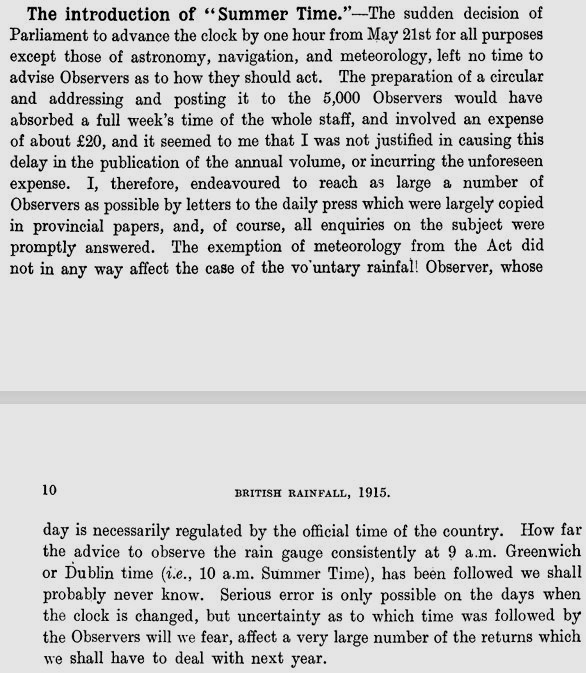 The introduction of “Summer Time.”—The sudden decision of
Parliament to advance the clock by one hour from May 21st for all purposes
except those of astronomy, navigation, and meteorology, left no time to
advise Observers as to how they should act. The preparation of a circular
and addressing and posting it to the 5,000 Observers would have
absorbed a full week’s time of the whole staff, and involved an expense
of about £20, and it seemed to me that I was not justified in causing this
delay in the publication of the annual volume, or incurring the unforeseen
expense. I, therefore, endeavoured to reach as large a number of
Observers as possible by letters to the daily press which were largely copied
in provincial papers, and, of course, all enquiries on the subject were
promptly answered. The exemption of meteorology from the Act did
not in any way affect the case of the voluntary rainfall Observer, whose
10 BRITISH RAINFALL, 1915.
day is necessarily regulated by the official time of the country. How far
the advice to observe the rain gauge consistently at 9 a.m. Greenwich
or Dublin time (i.e., 10 a.m. Summer Time), has been followed we shall
probably never know. Serious error is only possible on the days when
the clock is changed, but uncertainty as to which time was followed by
the Observers will we fear, affect a very large number of the returns which
we shall have to deal with next year.